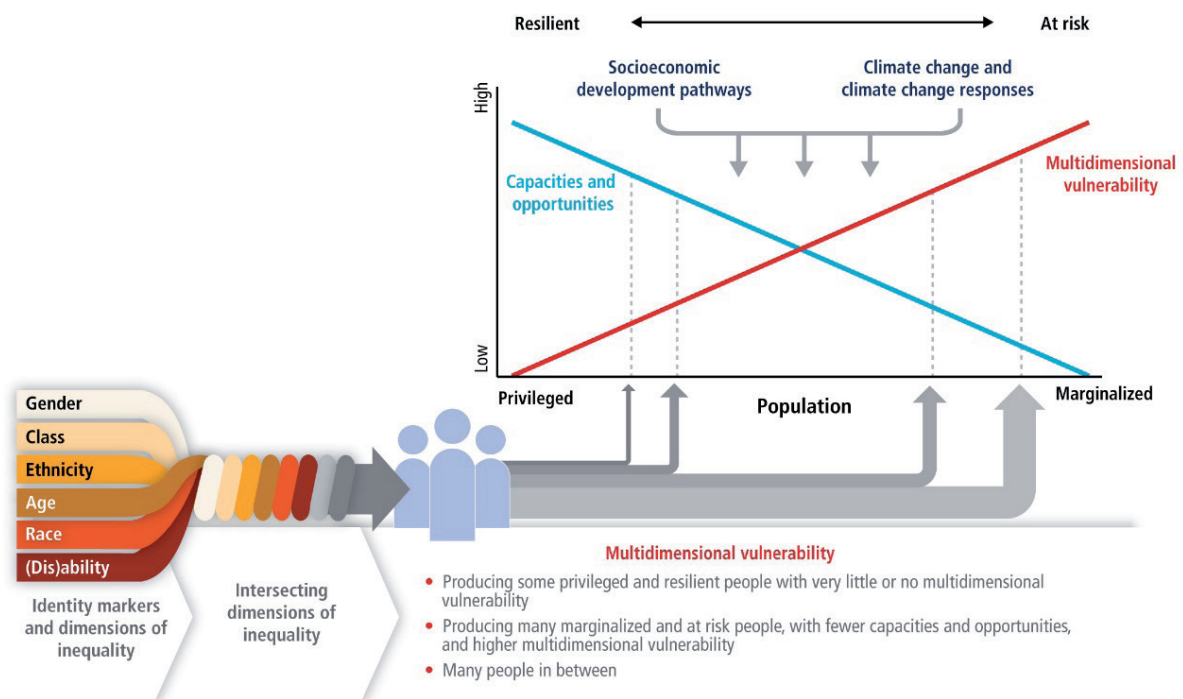 Resilient
At risk
Socioeconomic
development pathways
Climate change and
climate change responses
High
Low
Capacities and
opportunities
Multidimensional
vulnerability
Privileged
Population
Marginalized
Gender
Class
Ethnicity
Age
Race
(Dis)ability
Identity markers
and dimensions of
inequality
Intersecting
dimensions of
inequality
Multidimensional vulnerability
• Producing some privileged and resilient people with very little or no multidimensional
vulnerability
• Producing many marginalized and at risk people, with fewer capacities and opportunities,
and higher multidimensional vulnerability
• Many people in between